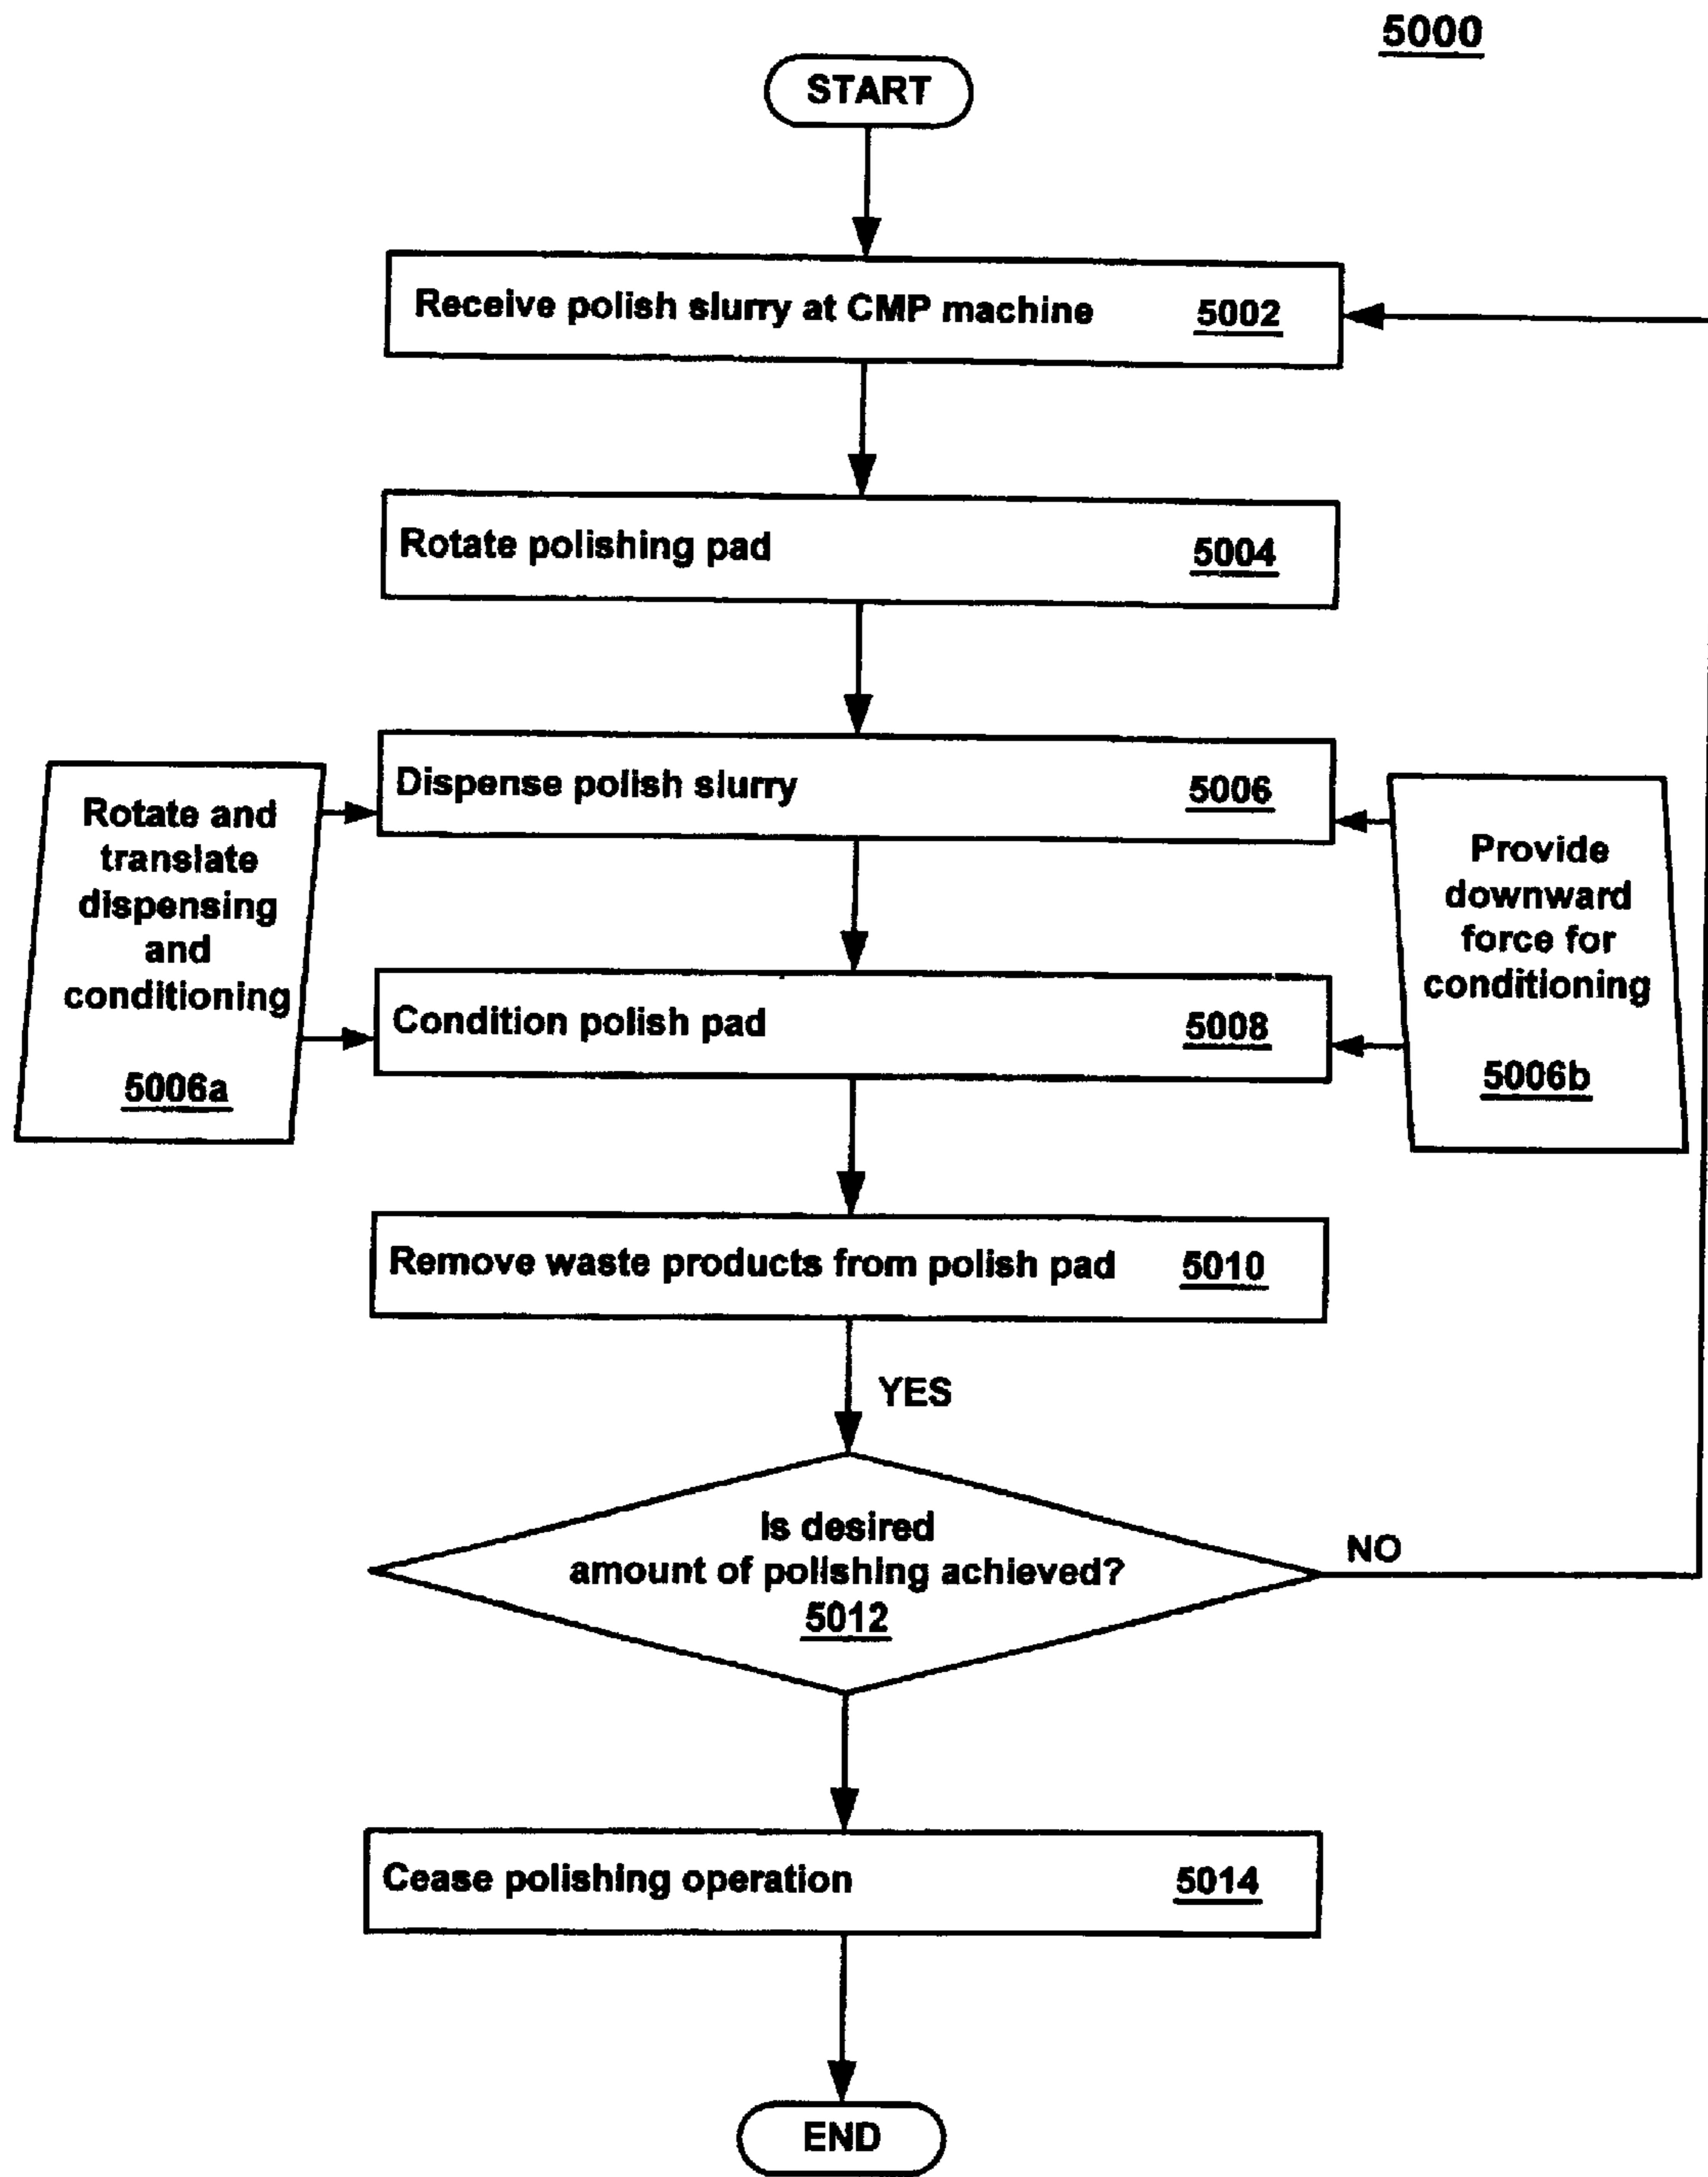 5000
START
Receive polish slurry at CMP machine 5002
Rotate polishing pad 5004
Dispense polish slurry 5006
Rotate and
translate
dispensing
and
conditioning
5006a
Provide
downward
force for
conditioning
5006b
Condition polish pad 5008
Remove waste products from polish pad 5010
YES
Is desired
amount of polishing achieved?
5012
NO
Cease polishing operation 5014
END